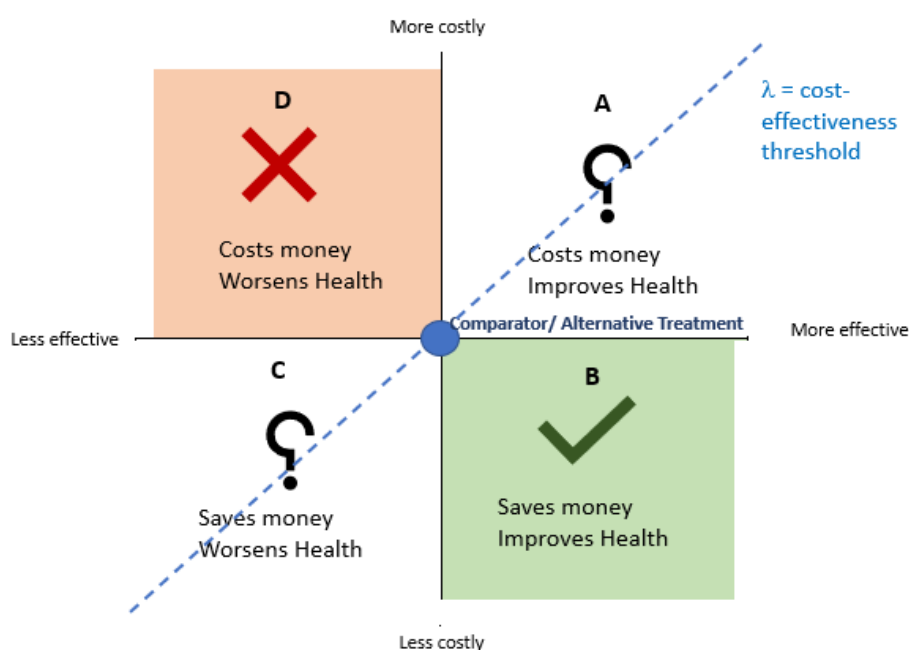 More costly
D
A
λ = cost-
effectiveness
threshold
Costs money
Worsens Health
Costs money
Improves Health
Comparator/ Alternative Treatment
Less effective
More effective
C
B
Saves money
Worsens Health
Saves money
Improves Health
Less costly